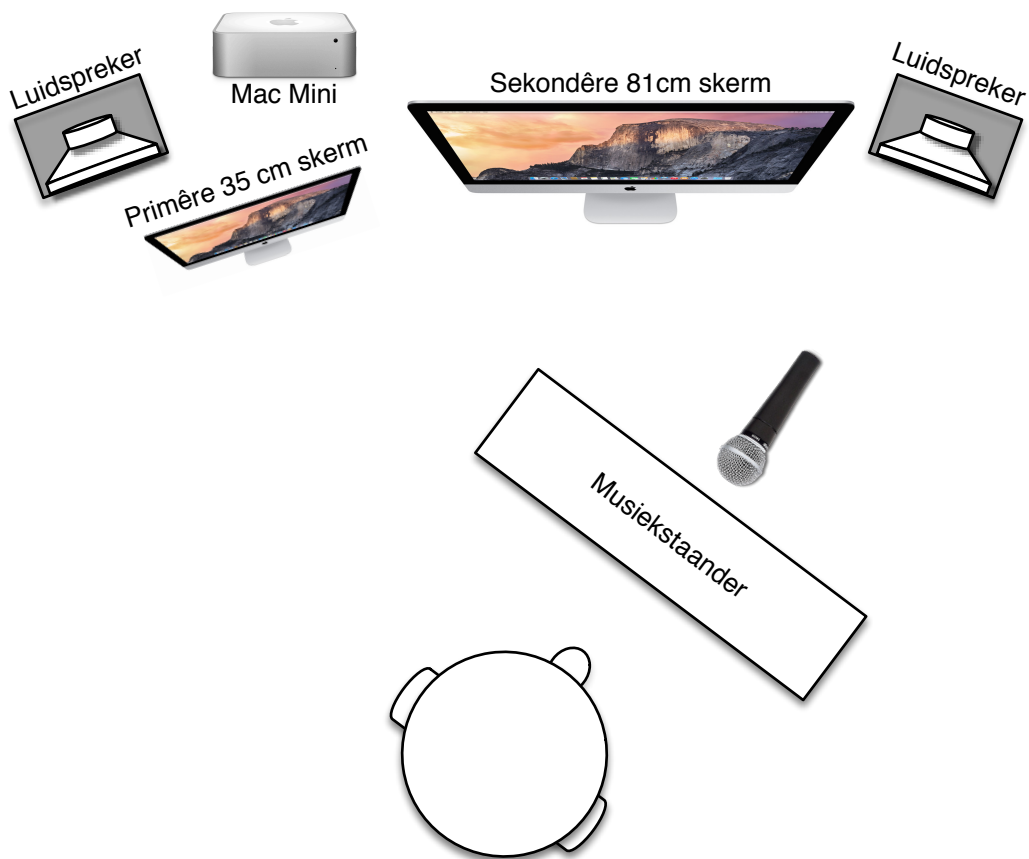 Luidspreker
Mac Mini
Sekondêre 81cm skerm
Luidspreker
Primêre 35 cm skerm
Musiekstaander